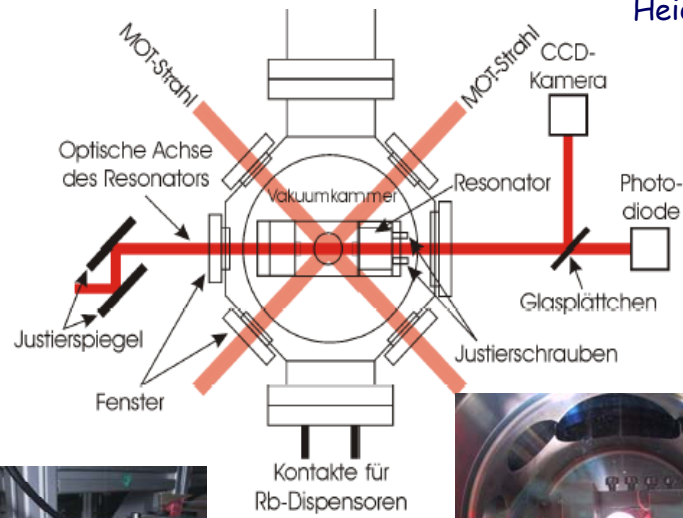 Heid
MOT-Strahl
MOT-Strahl
CCD-
Kamera
Optische Achse
des Resonators
Vakuumkammer
Resonator
Photo-
diode
Glasplättchen
Justierspiegel
Justierschrauben
Fenster
Kontakte für
Rb-Dispensoren